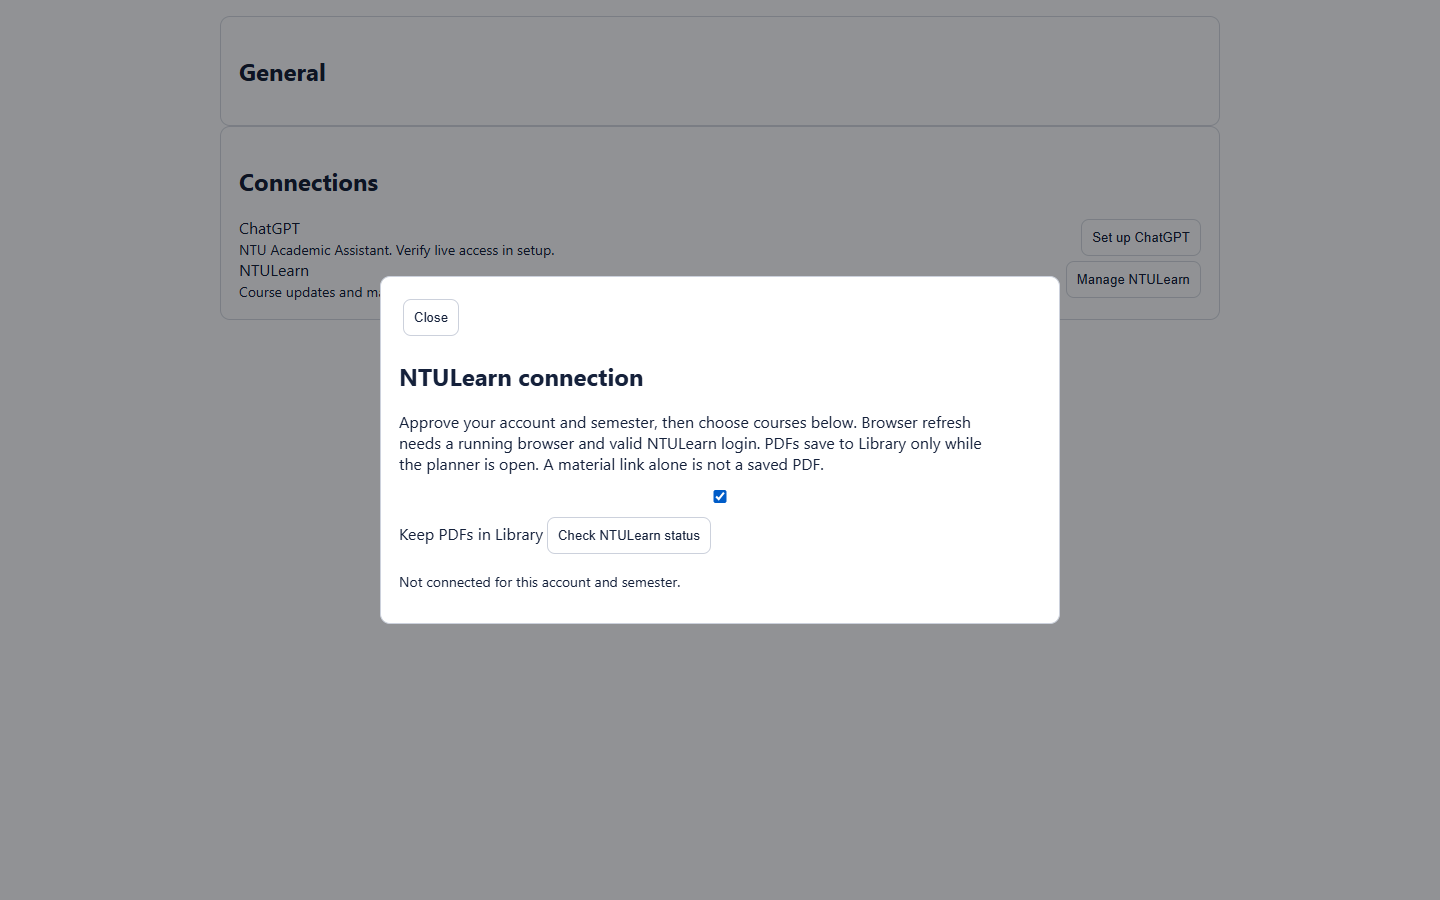 General
Connections
ChatGPT
NTU Academic Assistant. Verify live access in setup.
Set up ChatGPT
NTULearn
Course updates and
Manage NTULearn
Close
NTULearn connection
Approve your account and semester, then choose courses below. Browser refresh
needs a running browser and valid NTULearn login. PDFs save to Library only while
the planner is open. A material link alone is not a saved PDF.
Keep PDFs in Library
Check NTULearn status
Not connected for this account and semester.